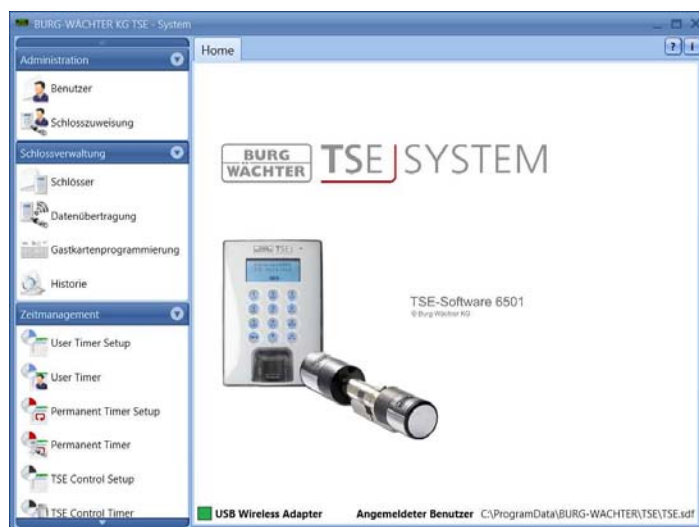 BURG-WÄCHTER KG TSE - System
Administration
Benutzer
Schlosszuweisung
Schlossverwaltung
Schlösser
Datenübertragung
Gastkartenprogrammierung
Historie
Zeitmanagement
User Timer Setup
User Timer
Permanent Timer Setup
Permanent Timer
TSE Control Setup
TSE Control Timer
Home
? i
BURG
WÄCHTER
TSE SYSTEM
TSE-Software 6501
© Burg Wächter KG
USB Wireless Adapter Angemeldeter Benutzer C:\ProgramData\BURG-WACHTER\TSE\TSE.sdf